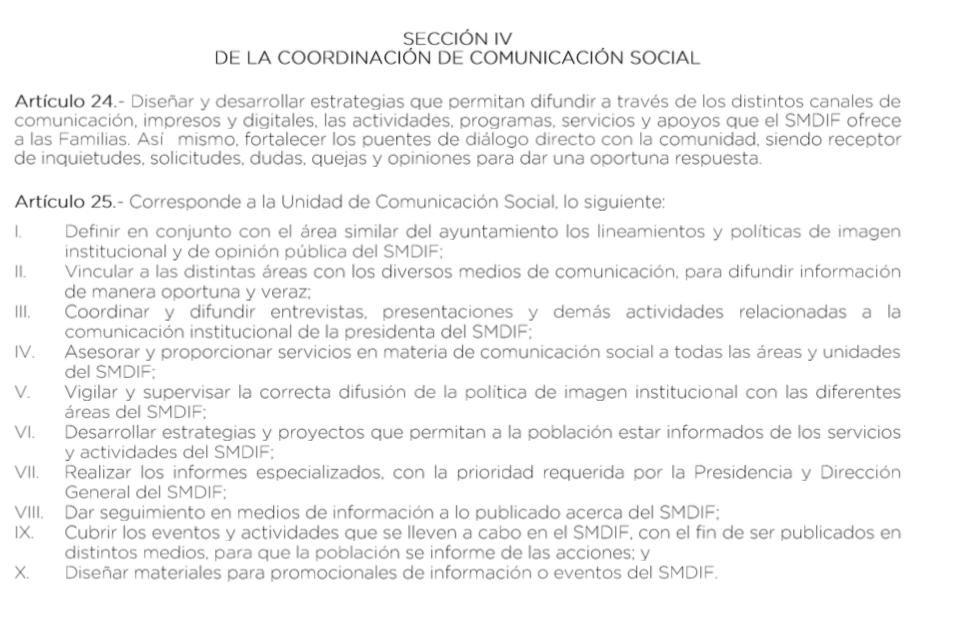 SECCIÓN IV
DE LA COORDINACIÓN DE COMUNICACIÓN SOCIAL
Artículo 24.- Diseñar y desarrollar estrategias que permitan difundir a través de los distintos canales de
comunicación, impresos y digitales, las actividades, programas, servicios y apoyos que el SMDIF ofrece
a las Familias. Así mismo, fortalecer los puentes de diálogo directo con la comunidad, siendo receptor
de inquietudes, solicitudes, dudas, quejas y opiniones para dar una oportuna respuesta.
Artículo 25.- Corresponde a la Unidad de Comunicación Social, lo siguiente:
I. Definir en conjunto con el área similar del ayuntamiento los lineamientos y políticas de imagen
institucional y de opinión pública del SMDIF;
II. Vincular a las distintas áreas con los diversos medios de comunicación, para difundir información
de manera oportuna y veraz;
III. Coordinar y difundir entrevistas, presentaciones y demás actividades relacionadas a la
comunicación institucional de la presidenta del SMDIF;
IV. Asesorar y proporcionar servicios en materia de comunicación social a todas las áreas y unidades
del SMDIF;
V. Vigilar y supervisar la correcta difusión de la política de imagen institucional con las diferentes
áreas del SMDIF;
VI. Desarrollar estrategias y proyectos que permitan a la población estar informados de los servicios
y actividades del SMDIF;
VII. Realizar los informes especializados, con la prioridad requerida por la Presidencia y Dirección
General del SMDIF;
VIII. Dar seguimiento en medios de información a lo publicado acerca del SMDIF;
IX. Cubrir los eventos y actividades que se lleven a cabo en el SMDIF, con el fin de ser publicados en
distintos medios, para que la población se informe de las acciones; y
X. Diseñar materiales para promocionales de información o eventos del SMDIF.